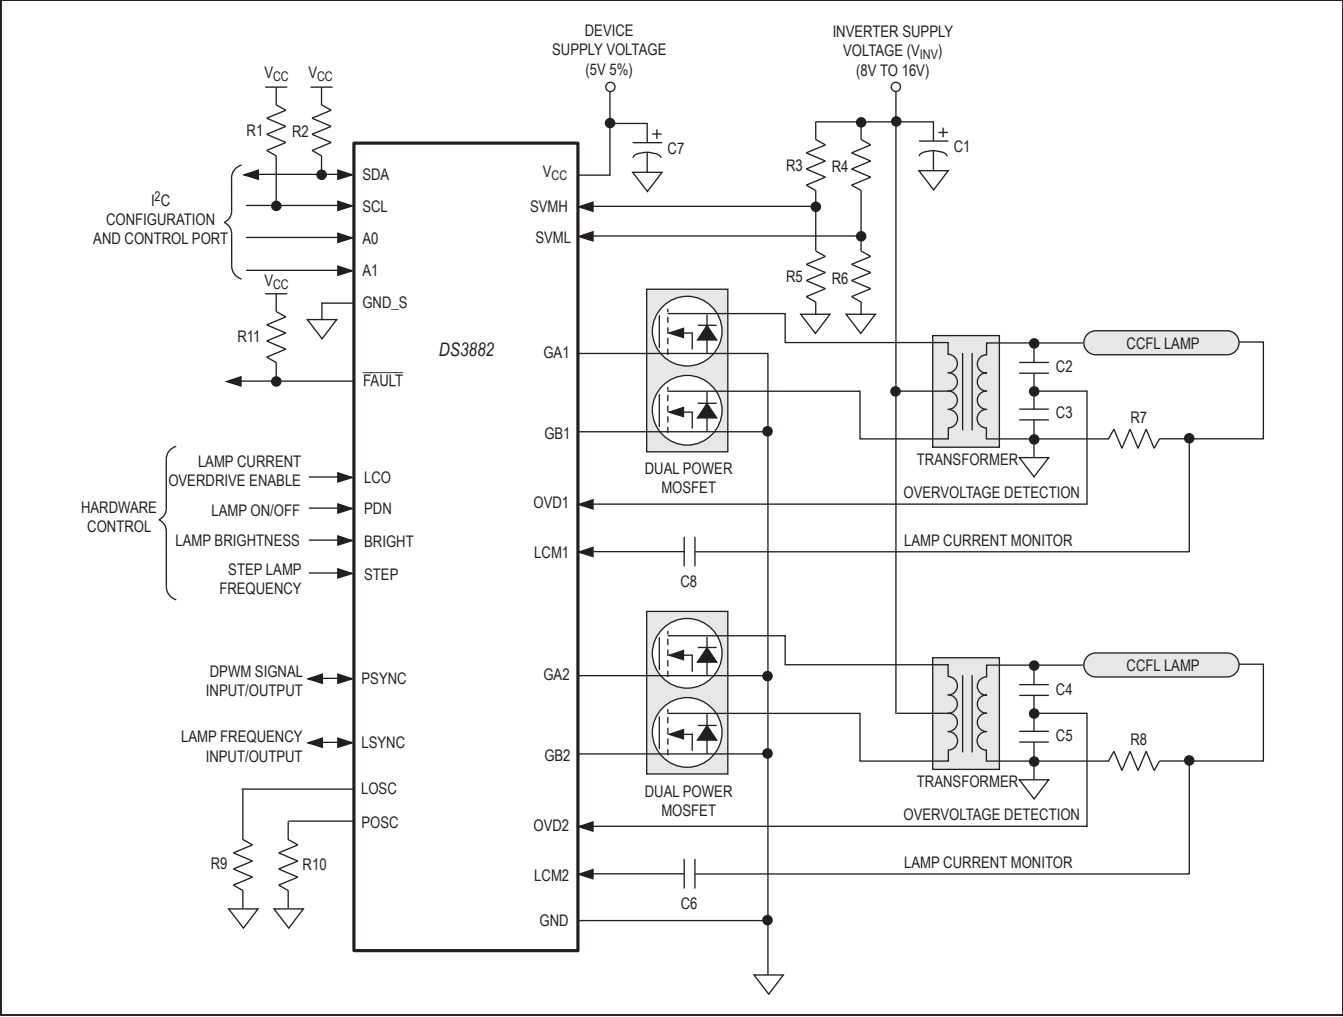 DEVICE
SUPPLY VOLTAGE
(5V 5%)
INVERTER SUPPLY
VOLTAGE (VINV)
(8V TO 16V)
VCC
VCC
R1
R2
C7
R3
R4
C1
I2C
CONFIGURATION
AND CONTROL PORT
SDA
SCL
A0
A1
GND_S
VCC
R11
FAULT
DS3882
VCC
SVMH
SVML
R5
R6
GA1
GB1
DUAL POWER
MOSFET
TRANSFORMER
CCFL LAMP
C2
C3
R7
OVD1
OVERVOLTAGE DETECTION
LCM1
C8
LAMP CURRENT MONITOR
HARDWARE
CONTROL
LAMP CURRENT
OVERDRIVE ENABLE
LCO
LAMP ON/OFF
PDN
LAMP BRIGHTNESS
BRIGHT
STEP LAMP
FREQUENCY
STEP
DPWM SIGNAL
INPUT/OUTPUT
PSYNC
LAMP FREQUENCY
INPUT/OUTPUT
LSYNC
LOSC
POSC
R9
R10
GA2
GB2
DUAL POWER
MOSFET
TRANSFORMER
CCFL LAMP
C4
C5
R8
OVD2
OVERVOLTAGE DETECTION
LCM2
C6
LAMP CURRENT MONITOR
GND